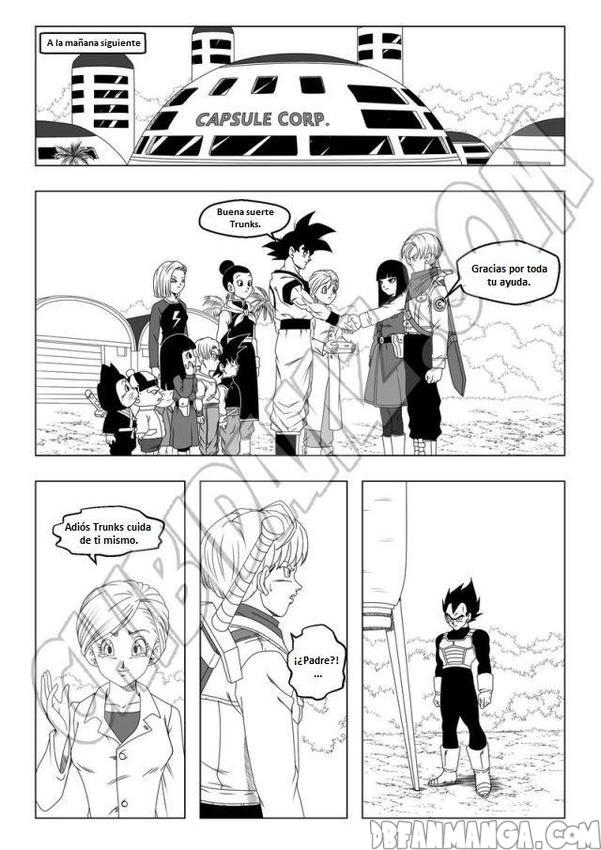 A la mañana siguiente
CAPSULE CORP.
Buena suerte
Trunks.
Gracias por toda
tu ayuda.
Adiós Trunks cuida
de ti mismo.
¡¿Padre?!
...
DBFANMANGA.COM